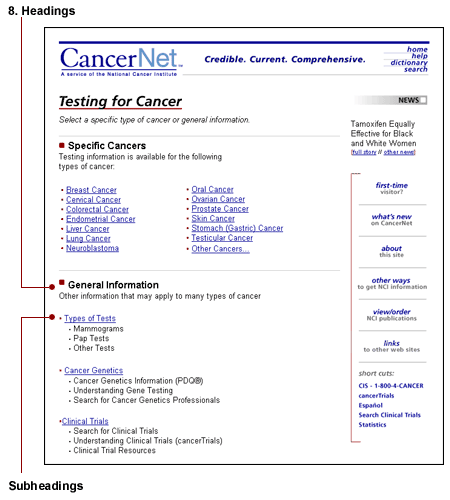 8. Headings
CancerNet™
A service of the National Cancer Institute
Credible. Current. Comprehensive.
home
help
dictionary
search
Testing for Cancer
Select a specific type of cancer or general information.
Specific Cancers
Testing information is available for the following
types of cancer:
• Breast Cancer
• Cervical Cancer
• Colorectal Cancer
• Endometrial Cancer
• Liver Cancer
• Lung Cancer
• Neuroblastoma
• Oral Cancer
• Ovarian Cancer
• Prostate Cancer
• Skin Cancer
• Stomach (Gastric) Cancer
• Testicular Cancer
• Other Cancers...
General Information
Other information that may apply to many types of cancer
• Types of Tests
• Mammograms
• Pap Tests
• Other Tests
• Cancer Genetics
• Cancer Genetics Information (PDQ®)
• Understanding Gene Testing
• Search for Cancer Genetics Professionals
• Clinical Trials
• Search for Clinical Trials
• Understanding Clinical Trials (cancerTrials)
• Clinical Trial Resources
NEWS
Tamoxifen Equally
Effective for Black
and White Women
(full story // other news)
first-time
visitor?
what's new
on CancerNet
about
this site
other ways
to get NCI information
view/order
NCI publications
links
to other web sites
short cuts:
CIS - 1-800-4-CANCER
cancerTrials
Español
Search Clinical Trials
Statistics
Subheadings